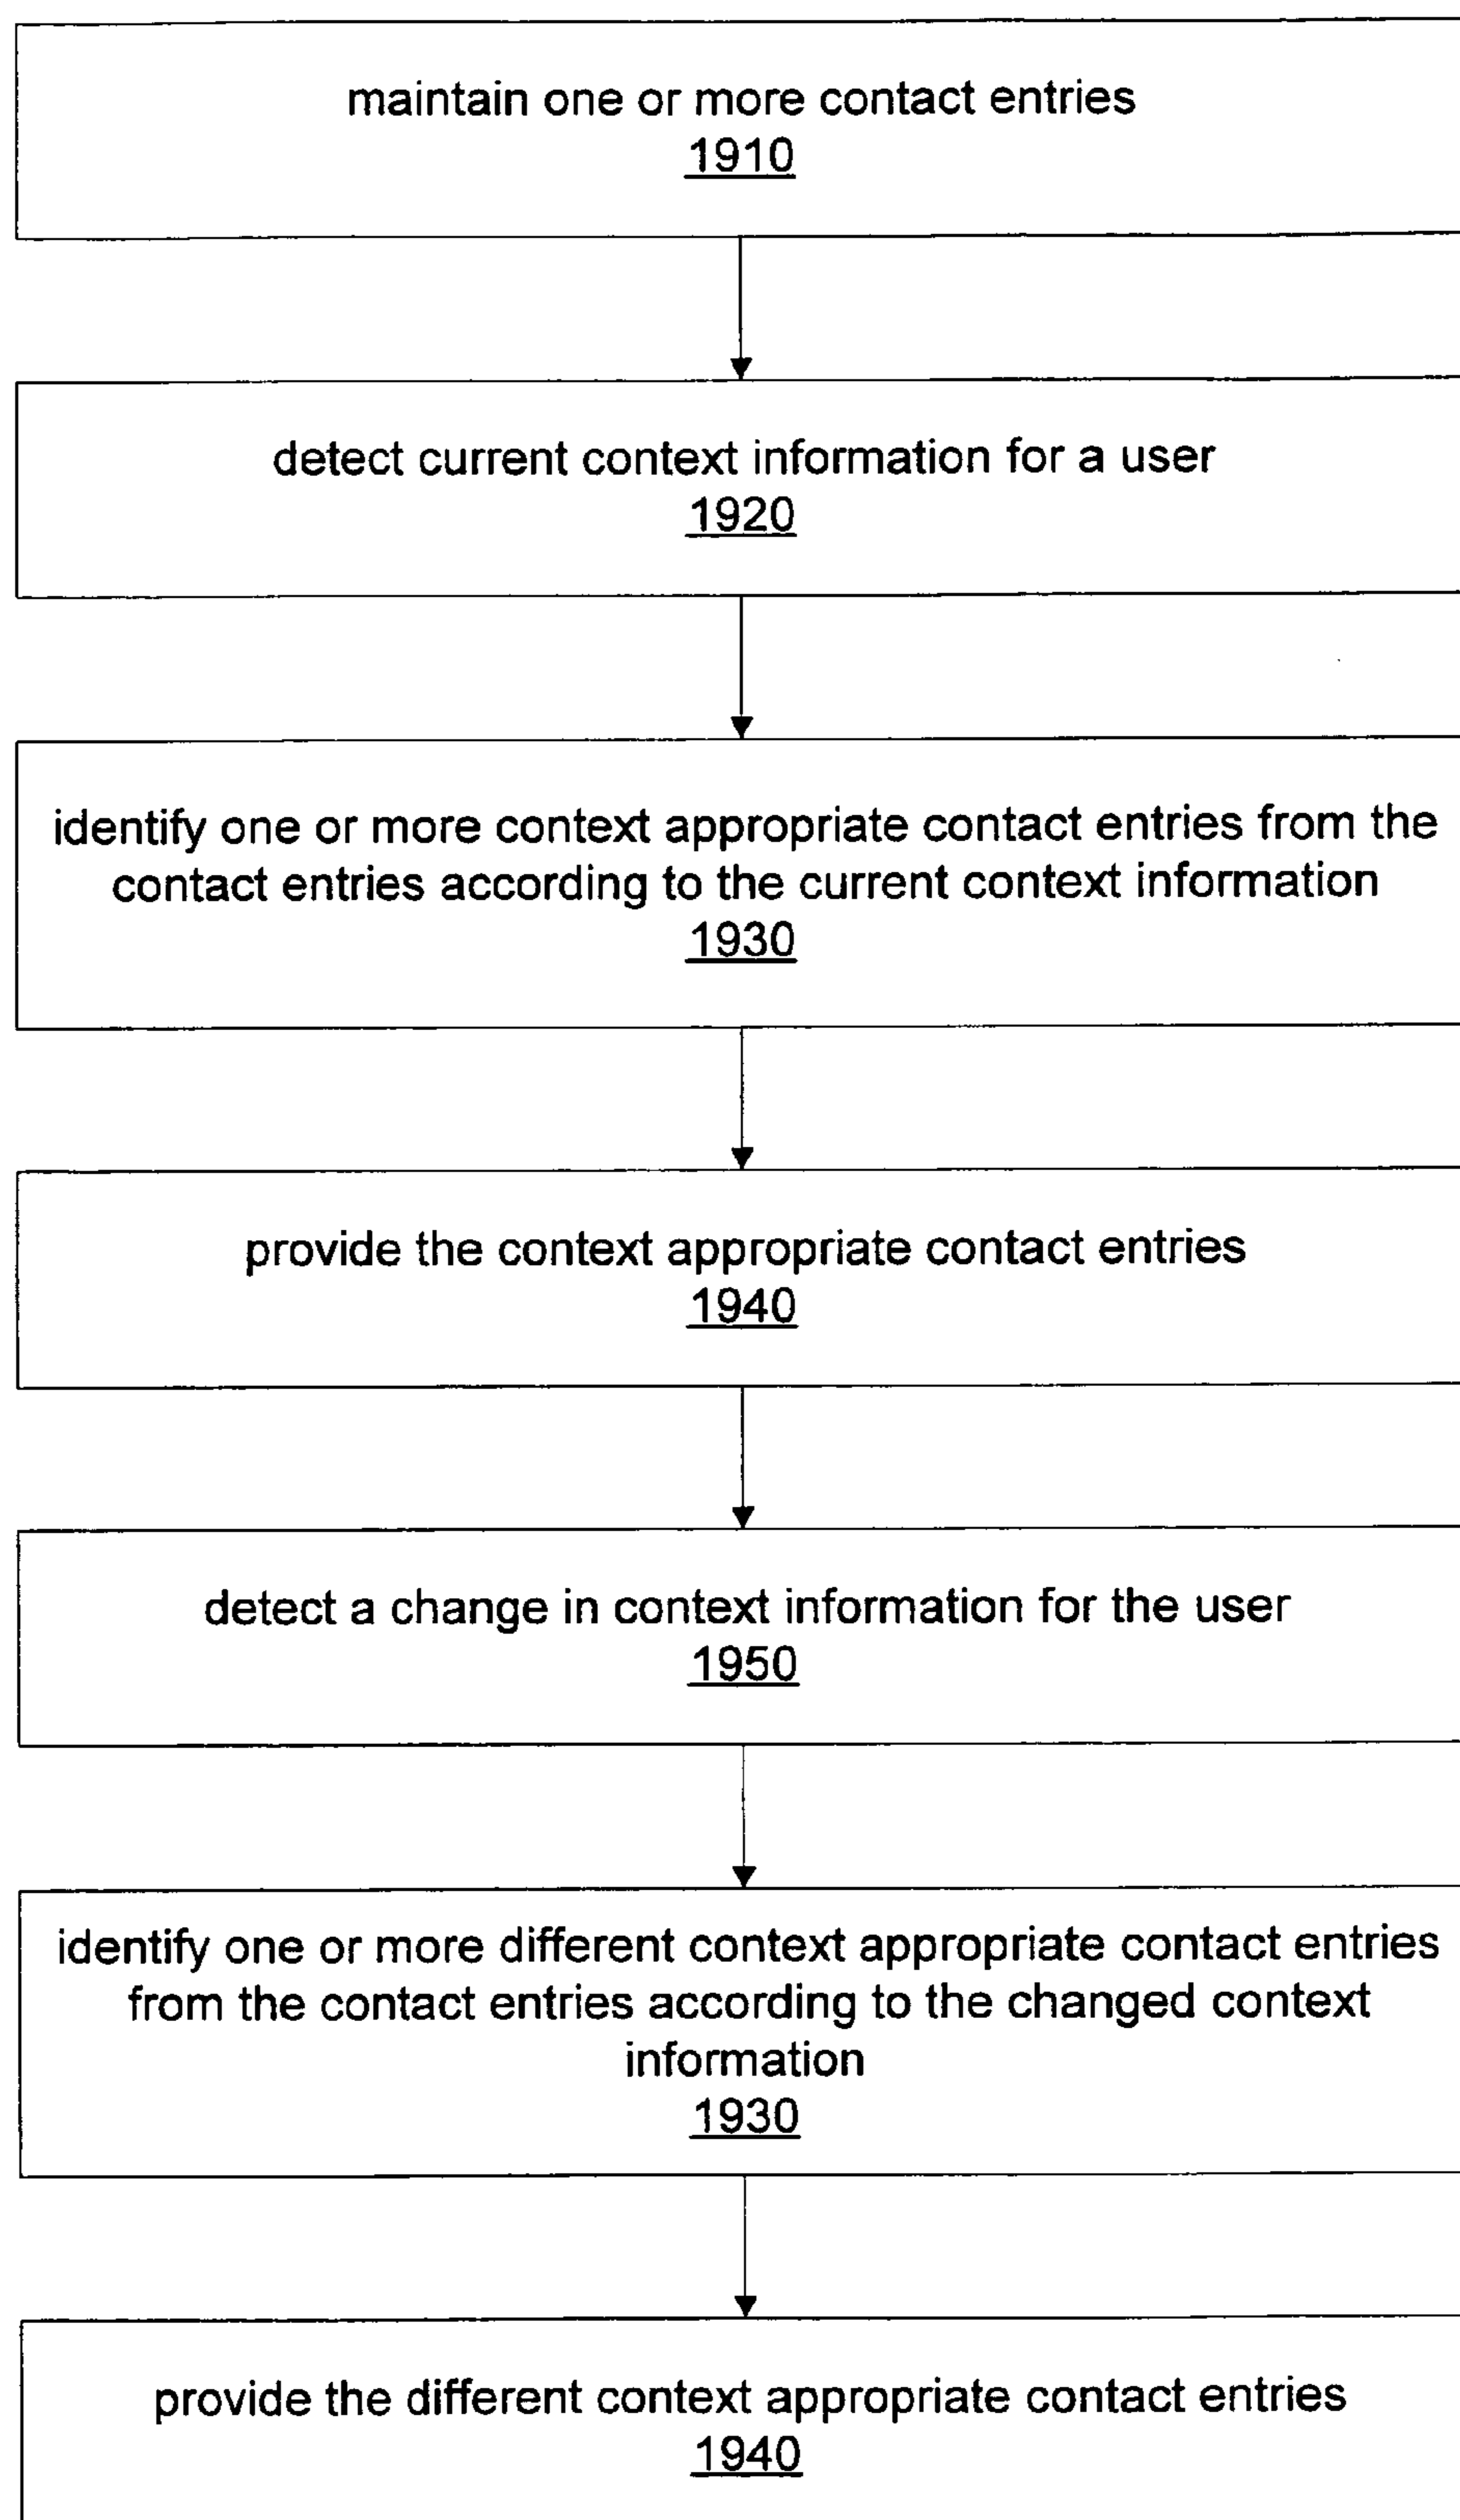 maintain one or more contact entries
1910
detect current context information for a user
1920
identify one or more context appropriate contact entries from the
contact entries according to the current context information
1930
provide the context appropriate contact entries
1940
detect a change in context information for the user
1950
identify one or more different context appropriate contact entries
from the contact entries according to the changed context
information
1930
provide the different context appropriate contact entries
1940